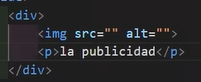 <div>
<img src="" alt="">
<p>la publicidad</p>
</div>